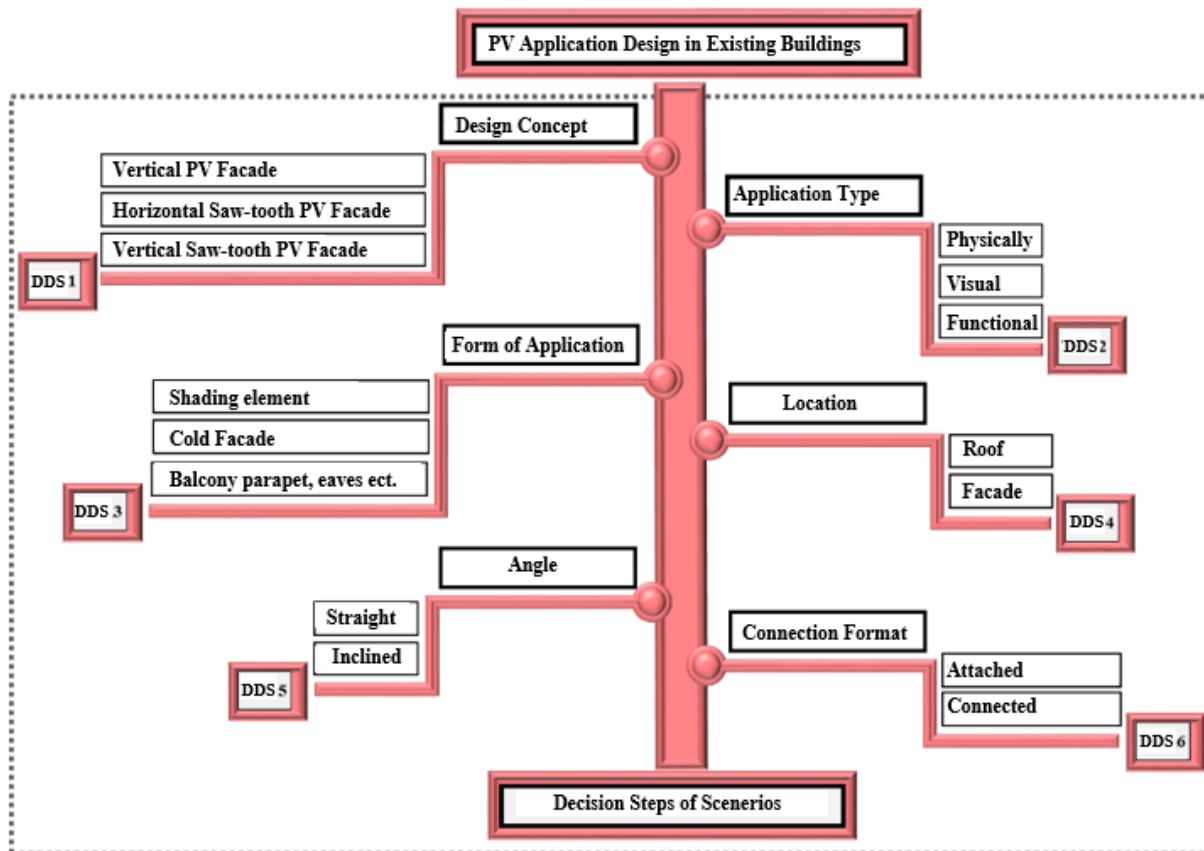 PV Application Design in Existing Buildings
Design Concept
Vertical PV Facade
Horizontal Saw-tooth PV Facade
Vertical Saw-tooth PV Facade
DDS 1
Application Type
Physically
Visual
Functional
DDS2
Form of Application
Shading element
Cold Facade
Balcony parapet, eaves ect.
DDS 3
Location
Roof
Facade
DDS 4
Angle
Straight
Inclined
DDS 5
Connection Format
Attached
Connected
DDS 6
Decision Steps of Scenerios